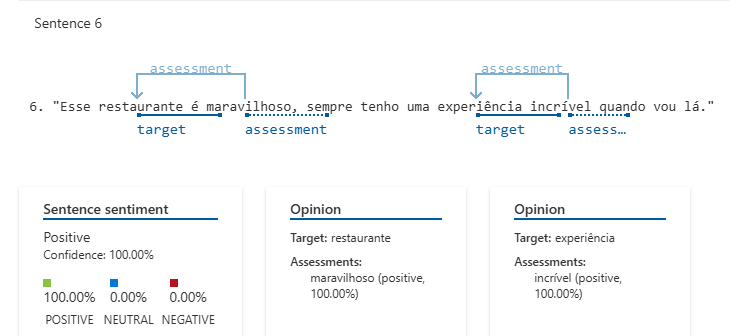 Sentence 6
assessment assessment
6. "Esse restaurante é maravilhoso, sempre tenho uma experiência incrível quando vou lá."
target assessment target assess…
Sentence sentiment
Positive
Confidence: 100.00%
100.00% 0.00% 0.00%
POSITIVE NEUTRAL NEGATIVE
Opinion
Target: restaurante
Assessments:
maravilhoso (positive,
100.00%)
Opinion
Target: experiência
Assessments:
incrível (positive,
100.00%)